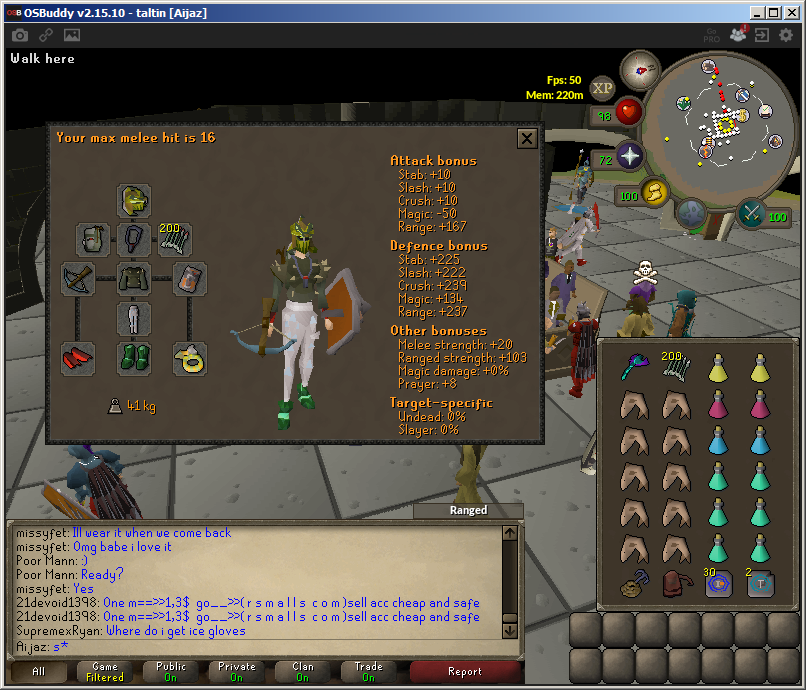 OSBuddy v2.15.10 - taltin [Aijaz]
Go PRO
Walk here
Fps: 50
Mem: 220m
XP
98
72
100
100
Your max melee hit is 16
200
41 kg
Attack bonus
Stab: +10
Slash: +10
Crush: +10
Magic: -50
Range: +167
Defence bonus
Stab: +225
Slash: +222
Crush: +239
Magic: +134
Range: +237
Other bonuses
Melee strength: +20
Ranged strength: +103
Magic damage: +0%
Prayer: +8
Target-specific
Undead: 0%
Slayer: 0%
200
30
2
Ranged
missyfet: Ill wear it when we come back
missyfet: Omg babe i love it
Poor Mann: :)
Poor Mann: Ready?
missyfet: Yes
21devoid1398: One m==>>1,3$ go__>>(r s m a l l s c o m )sell acc cheap and safe
21devoid1398: One m==>>1,3$ go__>>(r s m a l l s c o m )sell acc cheap and safe
SupremexRyan: Where do i get ice gloves
Aijaz: s*
All
Game
Filtered
Public
On
Private
On
Clan
On
Trade
On
Report